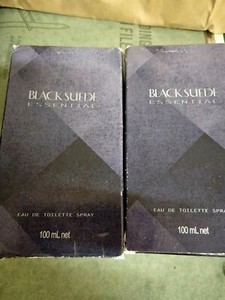 BLACK SUEDE
ESSENTIAL
EAU DE TOILETTE SPRAY
100 mL net
BLACK SUEDE
ESSENTIAL
EAU DE TOILETTE SPRAY
100 mL net